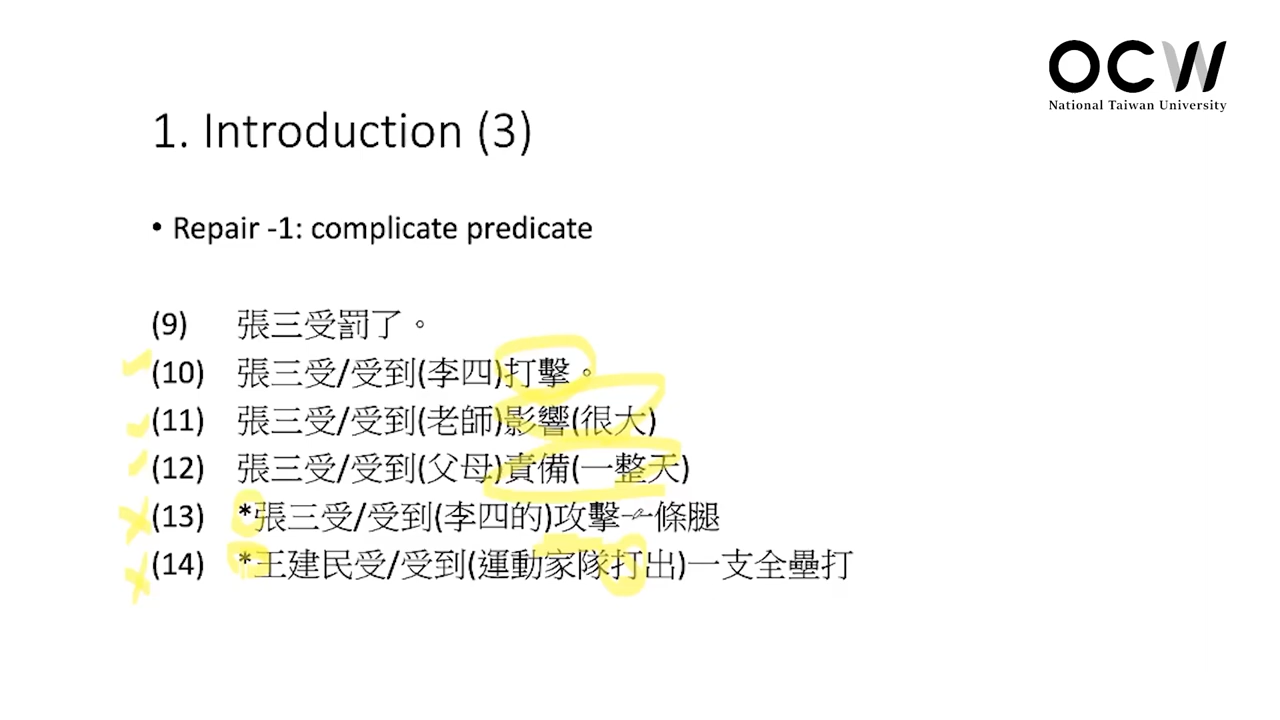 OCW
National Taiwan University
1. Introduction (3)
• Repair -1: complicate predicate
(9) 張三受罰了。
(10) 張三受/受到(李四)打擊。
(11) 張三受/受到(老師)影響(很大)
(12) 張三受/受到(父母)責備(一整天)
(13) *張三受/受到(李四的)攻擊一條腿
(14) *王建民受/受到(運動家隊打出)一支全壘打